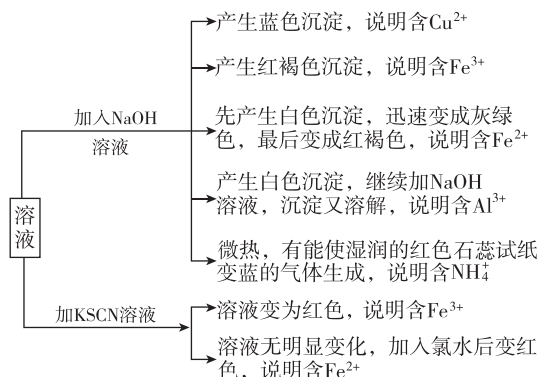 产生蓝色沉淀，说明含Cu²⁺
产生红褐色沉淀，说明含Fe³⁺
加入NaOH
溶液
先产生白色沉淀，迅速变成灰绿
色，最后变成红褐色，说明含Fe²⁺
产生白色沉淀，继续加NaOH
溶液，沉淀又溶解，说明含Al³⁺
溶
液
微热，有能使湿润的红色石蕊试纸
变蓝的气体生成，说明含NH₄⁺
加KSCN溶液
溶液变为红色，说明含Fe³⁺
溶液无明显变化，加入氯水后变红
色，说明含Fe²⁺